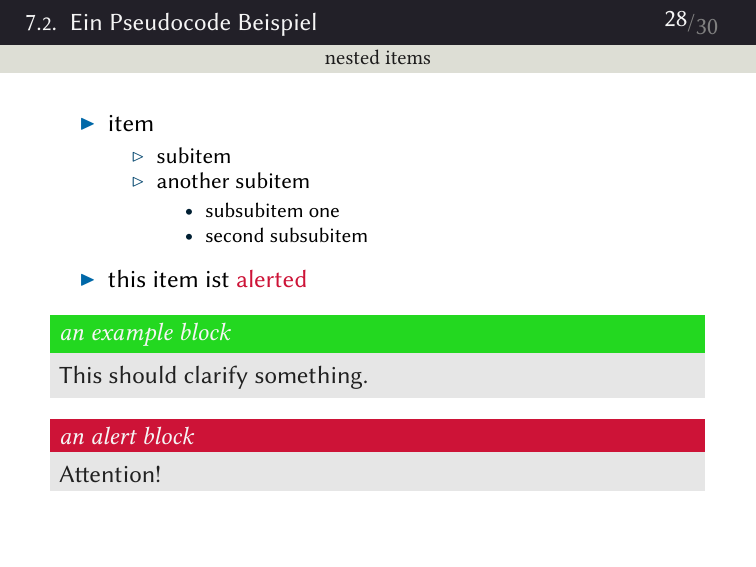 7.2. Ein Pseudocode Beispiel 28/30
nested items
item
subitem
another subitem
subsubitem one
second subsubitem
this item ist alerted
an example block
This should clarify something.
an alert block
Attention!